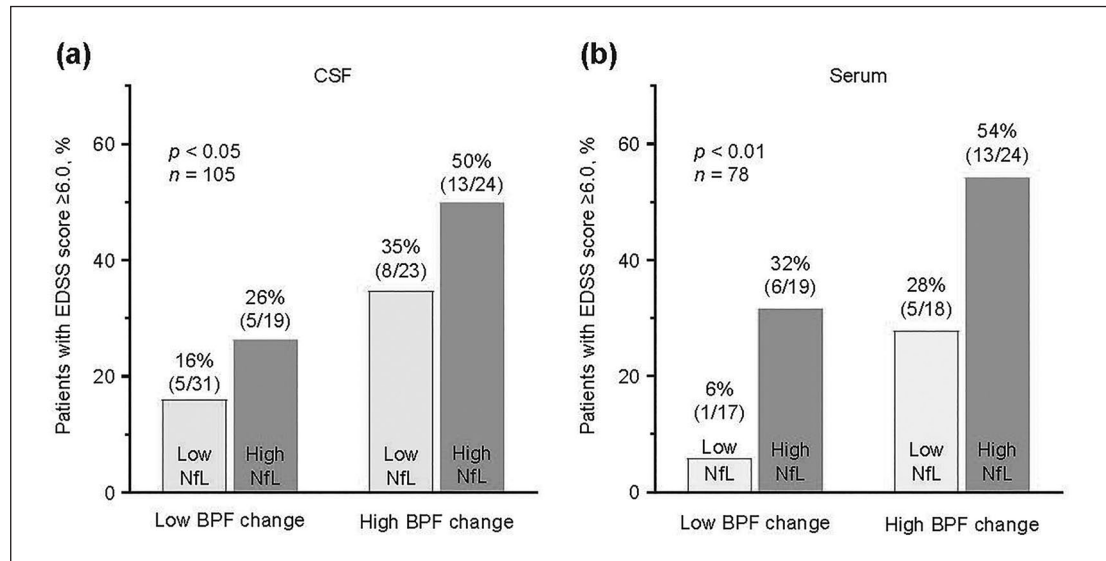 (a)
CSF
Patients with EDSS score ≥6.0, %
60
40
20
0
p < 0.05
n = 105
16%
(5/31)
26%
(5/19)
35%
(8/23)
50%
(13/24)
Low
NfL
High
NfL
Low
NfL
High
NfL
Low BPF change
High BPF change
(b)
Serum
Patients with EDSS score ≥6.0, %
60
40
20
0
p < 0.01
n = 78
6%
(1/17)
32%
(6/19)
28%
(5/18)
54%
(13/24)
Low
NfL
High
NfL
Low
NfL
High
NfL
Low BPF change
High BPF change